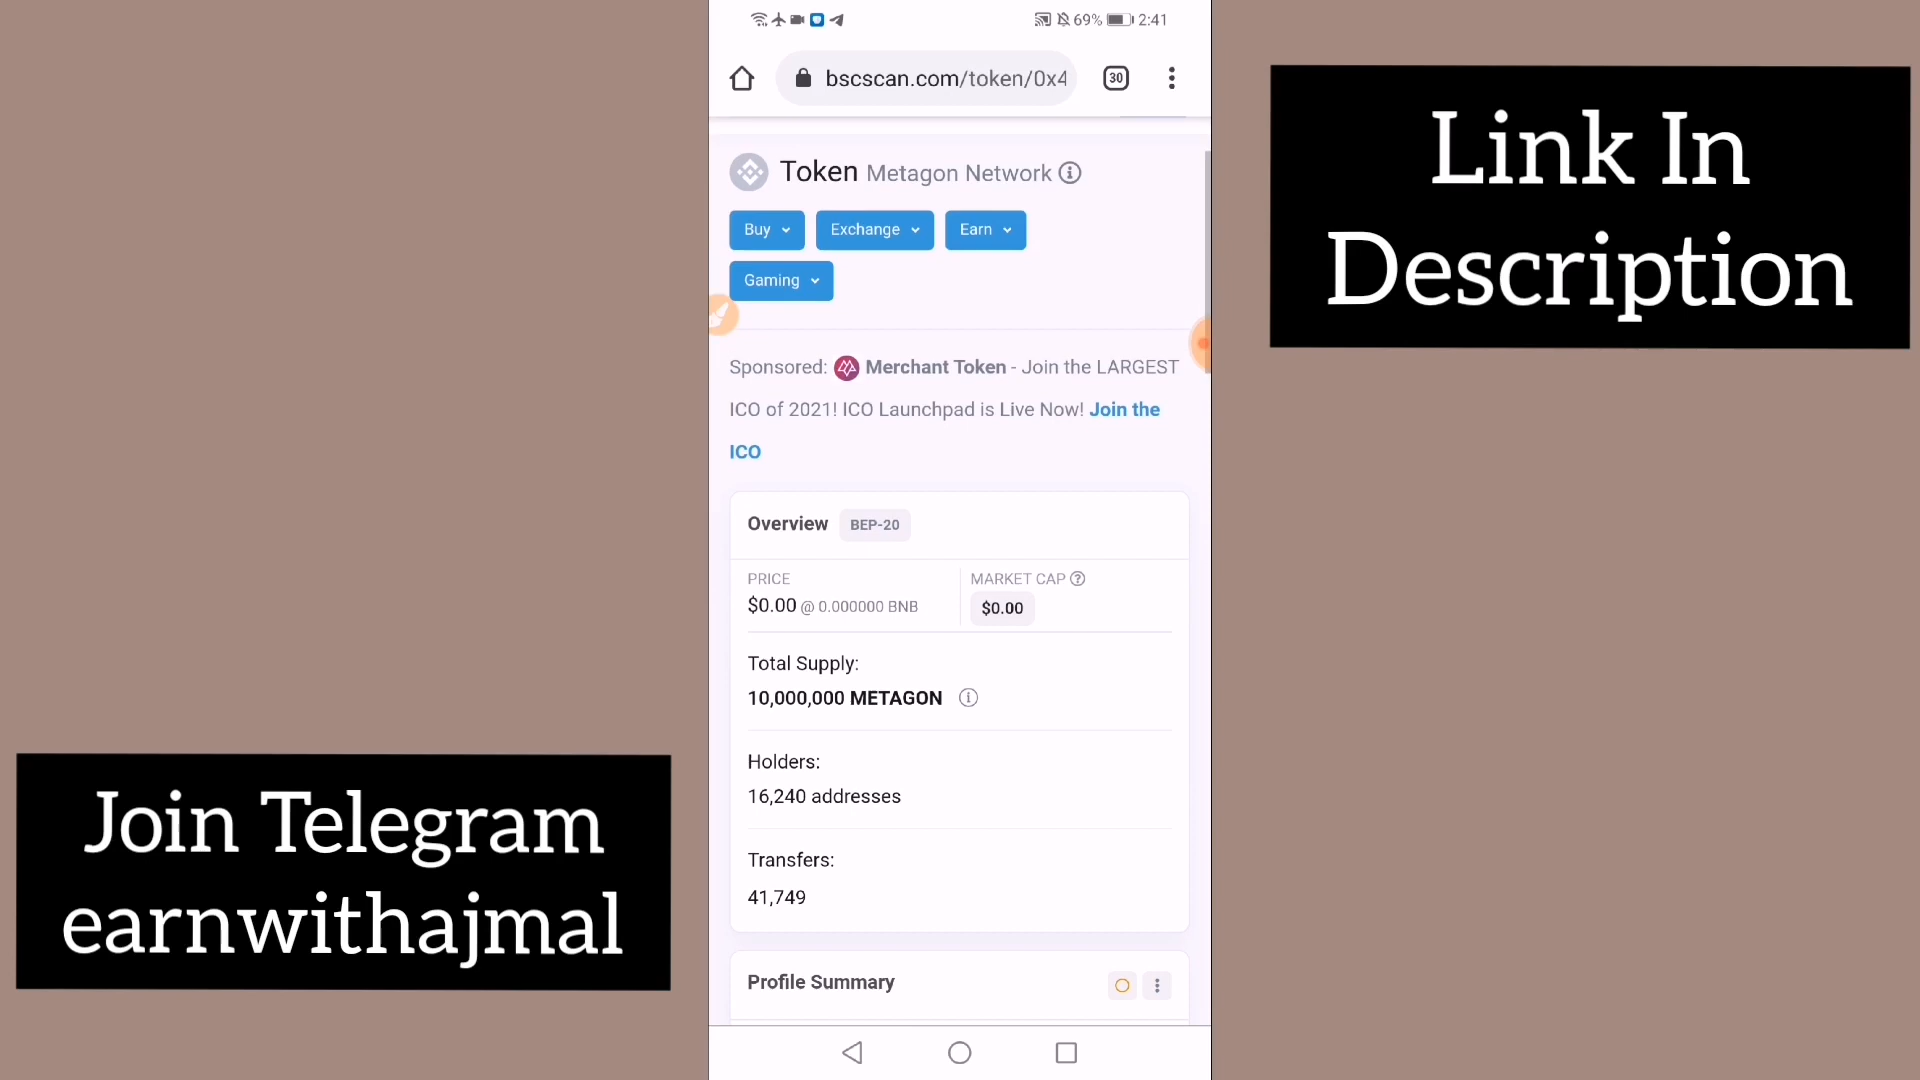 69% 2:41
bscscan.com/token/0x4
30
Token Metagon Network
Buy Exchange Earn
Gaming
Sponsored: Merchant Token - Join the LARGEST
ICO of 2021! ICO Launchpad is Live Now! Join the
ICO
Overview BEP-20
PRICE
$0.00 @ 0.000000 BNB
MARKET CAP
$0.00
Total Supply:
10,000,000 METAGON
Holders:
16,240 addresses
Transfers:
41,749
Profile Summary
Link In
Description
Join Telegram
earnwithajmal